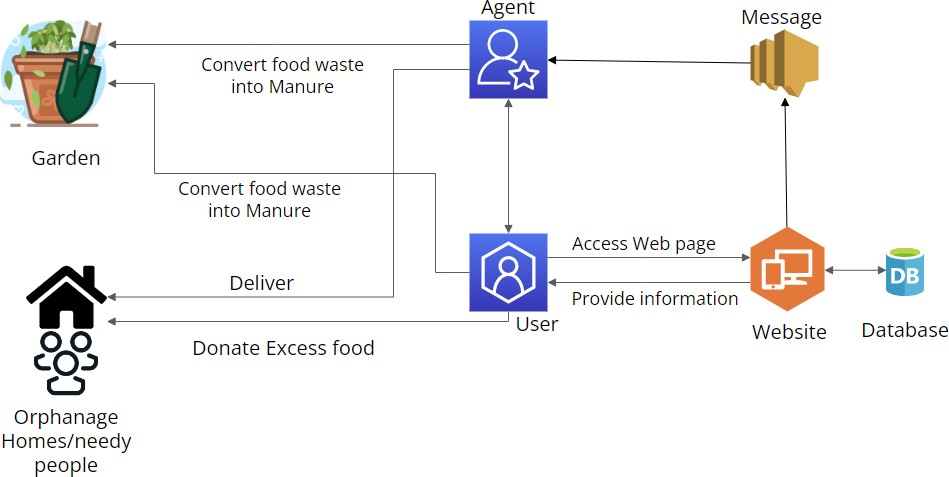 Agent
Message
Convert food waste
into Manure
Garden
Convert food waste
into Manure
Access Web page
Deliver
DB
Provide information
User
Website
Database
Donate Excess food
Orphanage
Homes/needy
people